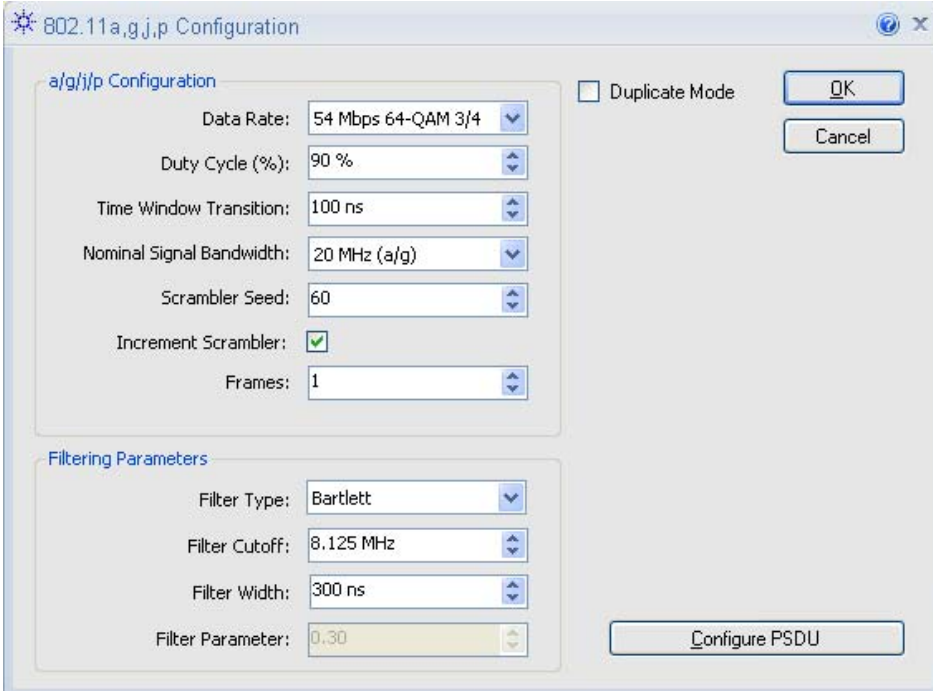 802.11a,g,j,p Configuration
a/g/j/p Configuration
Data Rate: 54 Mbps 64-QAM 3/4
Duty Cycle (%): 90 %
Time Window Transition: 100 ns
Nominal Signal Bandwidth: 20 MHz (a/g)
Scrambler Seed: 60
Increment Scrambler:
Frames: 1
Duplicate Mode
OK
Cancel
Filtering Parameters
Filter Type: Bartlett
Filter Cutoff: 8.125 MHz
Filter Width: 300 ns
Filter Parameter: 0.30
Configure PSDU